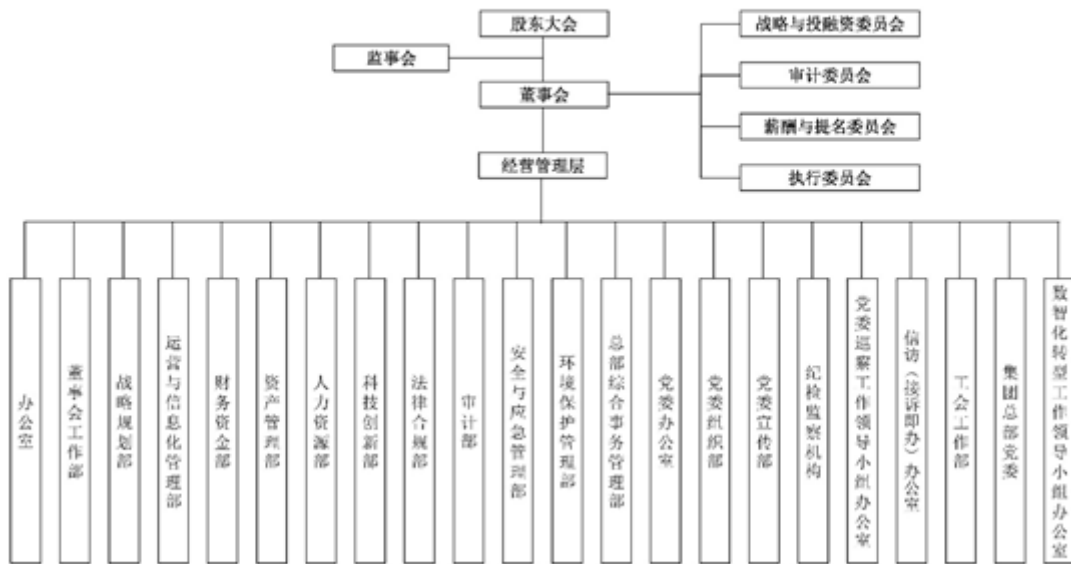 股东大会
战略与投融资委员会
监事会
审计委员会
董事会
薪酬与提名委员会
经营管理层
执行委员会
办公室
董事会工作部
战略规划部
运营与信息化管理部
财务资金部
资产管理部
人力资源部
科技创新部
法律合规部
审计部
安全与应急管理部
环境保护管理部
总部综合事务管理部
党委办公室
党委组织部
党委宣传部
纪检监察机构
党委巡察工作领导小组办公室
信访（接诉即办）办公室
工会工作部
集团总部党委
数智化转型工作领导小组办公室